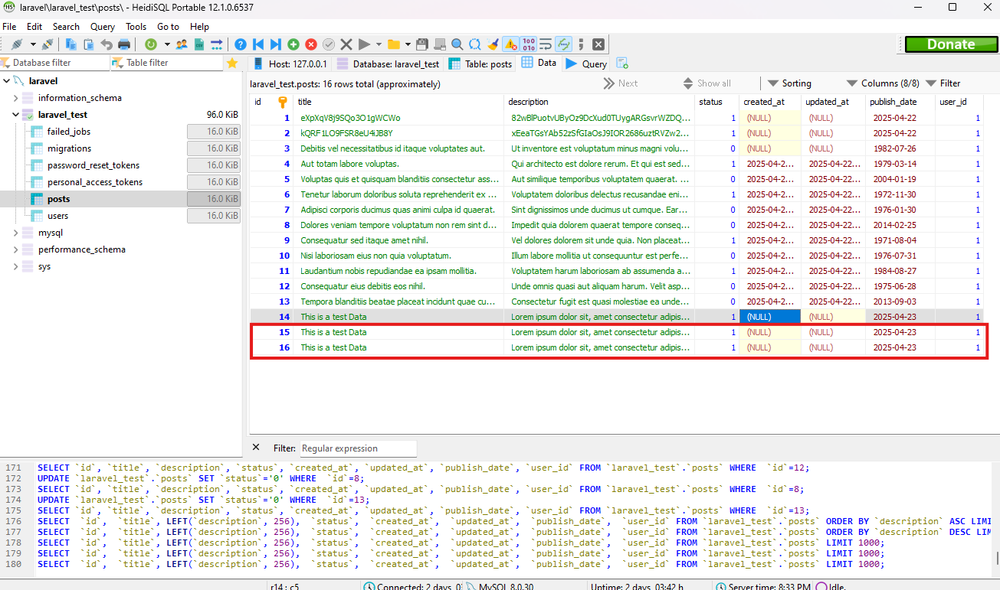 laravel\laravel_test\posts\ - HeidiSQL Portable 12.1.0.6537
File Edit Search Query Tools Go to Help
Donate
Database filter Table filter Host: 127.0.0.1 Database: laravel_test Table: posts Data Query
laravel 
information_schema
laravel_test 96.0 KiB
failed_jobs 16.0 KiB
migrations 16.0 KiB
password_reset_tokens 16.0 KiB
personal_access_tokens 16.0 KiB
posts 16.0 KiB
users 16.0 KiB
mysql
performance_schema
sys
laravel_test.posts: 16 rows total (approximately) Next Show all Sorting Columns (8/8) Filter
id title description status created_at updated_at publish_date user_id
1 eXpXqV8j9SQo3O1gWCWo 82wBlPuotvUByOz9DcXud0TUygARGsvrWZDQ... 1 (NULL) (NULL) 2025-04-22 1
2 kQRF1LO9FSR8eU4iJB8Y xEeaTGsYAb52zSfGIaOsJ9IOR2686uztRVZw2... 1 (NULL) (NULL) 2025-04-22 1
3 Debitis vel necessitatibus id itaque voluptates aut. Ut inventore est voluptatum minus magni volu... 0 (NULL) (NULL) 1982-07-26 1
4 Aut totam labore voluptas. Qui architecto est dolore rerum. Et qui est sed... 1 2025-04-2... 2025-04-22... 1979-03-14 1
5 Voluptas quis et quisquam blanditiis consectetur ass... Aut similique temporibus voluptatem quaerat. ... 0 2025-04-2... 2025-04-22... 2004-01-19 1
6 Tenetur laborum doloribus soluta reprehenderit ex ... Voluptatem doloribus delectus recusandae eni... 1 2025-04-2... 2025-04-22... 1972-11-30 1
7 Adipisci corporis ducimus quas animi culpa id quaerat. Sint dignissimos unde ducimus ut cumque. Ear... 0 2025-04-2... 2025-04-22... 1976-01-30 1
8 Dolores veniam tempore voluptatum non rem sint d... Impedit quia dolorem quaerat tempore conseq... 0 2025-04-2... 2025-04-22... 2014-02-25 1
9 Consequatur sed itaque amet nihil. Vel dolores dolorem sit unde quia. Non placeat... 1 2025-04-2... 2025-04-22... 1971-08-04 1
10 Nisi laboriosam eius non quia voluptatum. Illum labore mollitia ut consequuntur est perfe... 0 2025-04-2... 2025-04-22... 1976-07-31 1
11 Laudantium nobis repudiandae ea ipsam mollitia. Voluptatem harum laboriosam ab assumenda a... 1 2025-04-2... 2025-04-22... 1984-08-27 1
12 Consequatur eius debitis eos nihil. Unde omnis quasi aut aliquam harum. Velit asp... 0 2025-04-2... 2025-04-22... 1975-06-28 1
13 Tempora blanditiis beatae placeat incidunt quae cu... Consectetur fugit est quasi molestiae ea unde... 0 2025-04-2... 2025-04-22... 2013-09-03 1
14 This is a test Data Lorem ipsum dolor sit, amet consectetur adipis... 1 (NULL) (NULL) 2025-04-23 1
15 This is a test Data Lorem ipsum dolor sit, amet consectetur adipis... 1 (NULL) (NULL) 2025-04-23 1
16 This is a test Data Lorem ipsum dolor sit, amet consectetur adipis... 1 (NULL) (NULL) 2025-04-23 1
Filter: Regular expression
171 SELECT `id`, `title`, `description`, `status`, `created_at`, `updated_at`, `publish_date`, `user_id` FROM `laravel_test`.`posts` WHERE `id`=12;
172 UPDATE `laravel_test`.`posts` SET `status`='0' WHERE `id`=8;
173 SELECT `id`, `title`, `description`, `status`, `created_at`, `updated_at`, `publish_date`, `user_id` FROM `laravel_test`.`posts` WHERE `id`=8;
174 UPDATE `laravel_test`.`posts` SET `status`='0' WHERE `id`=13;
175 SELECT `id`, `title`, `description`, `status`, `created_at`, `updated_at`, `publish_date`, `user_id` FROM `laravel_test`.`posts` WHERE `id`=13;
176 SELECT `id`, `title`, LEFT(`description`, 256), `status`, `created_at`, `updated_at`, `publish_date`, `user_id` FROM `laravel_test`.`posts` ORDER BY `description` ASC LIMI
177 SELECT `id`, `title`, LEFT(`description`, 256), `status`, `created_at`, `updated_at`, `publish_date`, `user_id` FROM `laravel_test`.`posts` ORDER BY `description` DESC LIM
178 SELECT `id`, `title`, LEFT(`description`, 256), `status`, `created_at`, `updated_at`, `publish_date`, `user_id` FROM `laravel_test`.`posts` LIMIT 1000;
179 SELECT `id`, `title`, LEFT(`description`, 256), `status`, `created_at`, `updated_at`, `publish_date`, `user_id` FROM `laravel_test`.`posts` LIMIT 1000;
180 SELECT `id`, `title`, LEFT(`description`, 256), `status`, `created_at`, `updated_at`, `publish_date`, `user_id` FROM `laravel_test`.`posts` LIMIT 1000;
r14 : c5 Connected: 2 days, MySQL 8.0.30 Uptime: 2 days, 03:42 h Server time: 8:33 PM Idle.